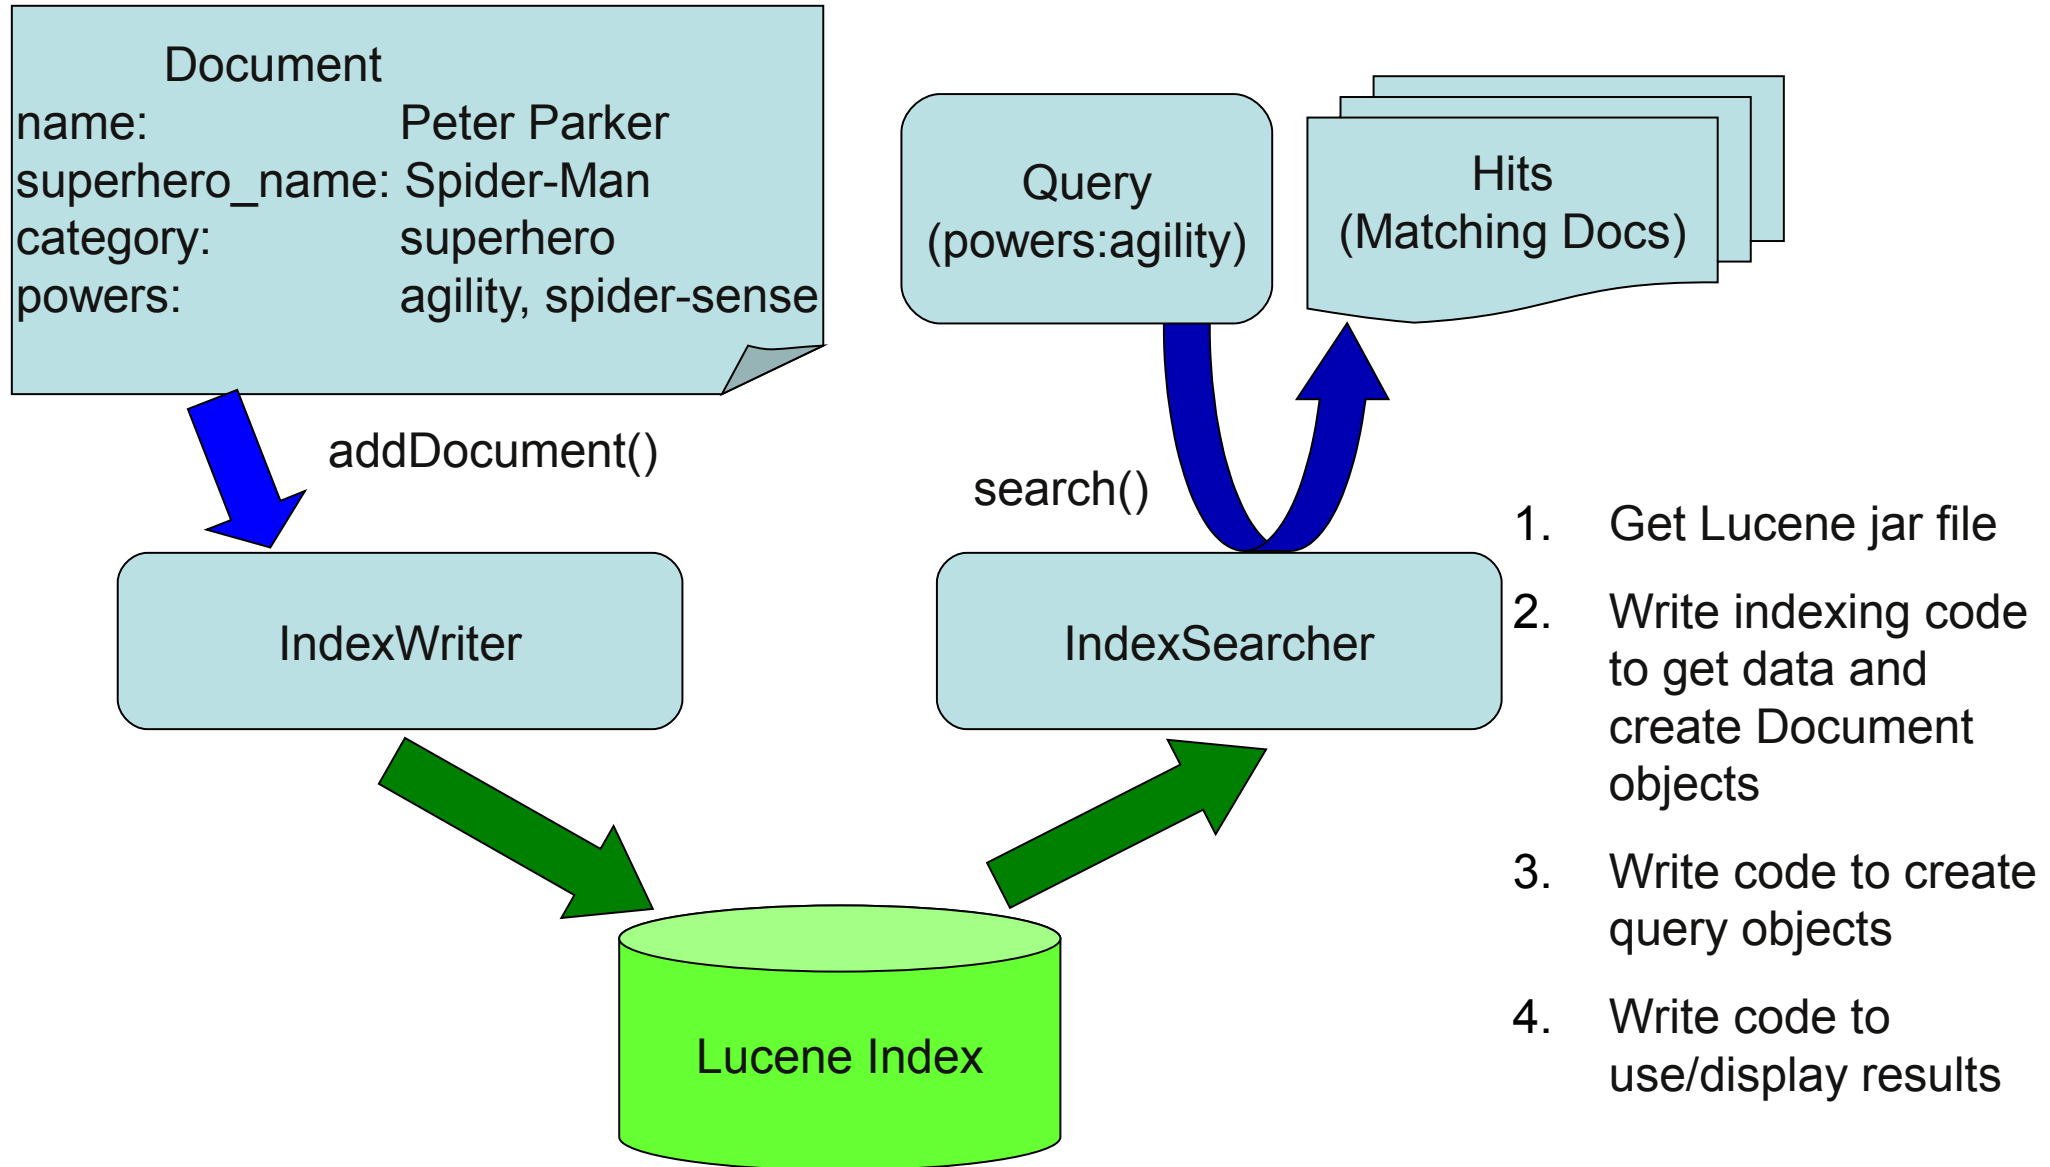 Document
name: Peter Parker
superhero_name: Spider-Man
category: superhero
powers: agility, spider-sense
addDocument()
IndexWriter
Lucene Index
Query
(powers:agility)
Hits
(Matching Docs)
search()
IndexSearcher
1. Get Lucene jar file
2. Write indexing code
to get data and
create Document
objects
3. Write code to create
query objects
4. Write code to
use/display results